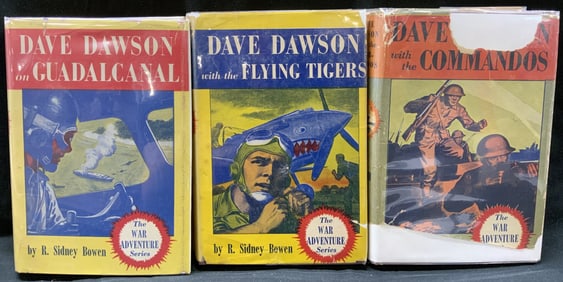 DAVE DAWSON
on GUADALCANAL
The
WAR
ADVENTURE
Series
by R. Sidney Bowen
DAVE DAWSON
with the FLYING TIGERS
The
WAR
ADVENTURE
Series
by R. Sidney Bowen
DAVE
with the COMMANDOS
The
WAR
ADVENTURE